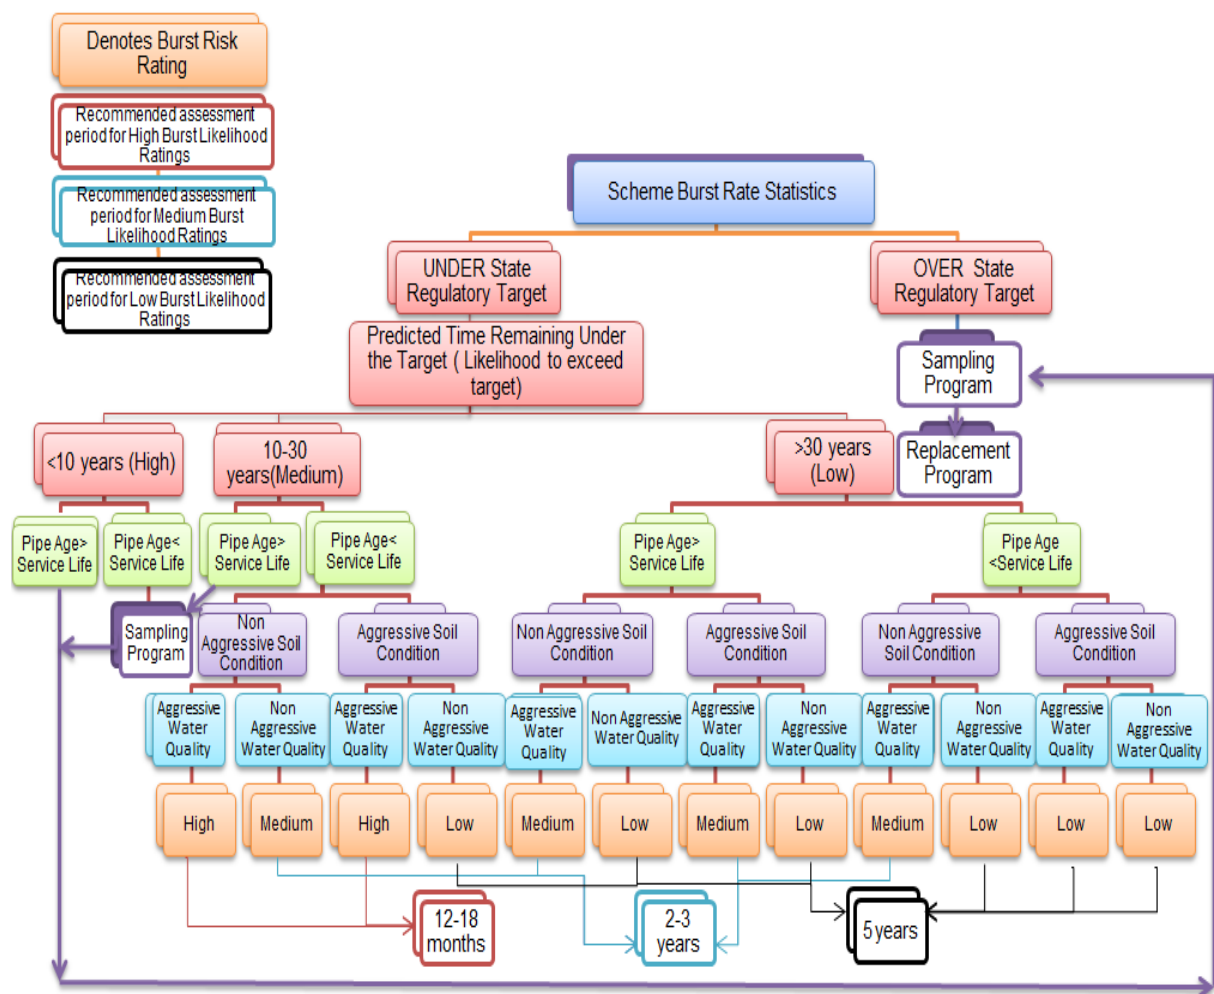 Denotes Burst Risk
Rating
Recommended assessment
period for High Burst Likelihood
Ratings
Recommended assessment
period for Medium Burst
Likelihood Ratings
Recommended assessment
period for Low Burst Likelihood
Ratings
Scheme Burst Rate Statistics
UNDER State
Regulatory Target
OVER State
Regulatory Target
Predicted Time Remaining Under
the Target ( Likelihood to exceed
target)
Sampling
Program
Replacement
Program
<10 years (High)
10-30
years(Medium)
>30 years
(Low)
Pipe Age>
Service Life
Pipe Age<
Service Life
Pipe Age>
Service Life
Pipe Age<
Service Life
Pipe Age>
Service Life
Pipe Age
<Service Life
Sampling
Program
Non
Aggressive Soil
Condition
Aggressive Soil
Condition
Non Aggressive Soil
Condition
Aggressive Soil
Condition
Non Aggressive
Soil Condition
Aggressive Soil
Condition
Aggressive
Water
Quality
Non
Aggressive
Water Quality
Aggressive
Water
Quality
Non
Aggressive
Water Quality
Aggressive
Water
Quality
Non Aggressive
Water Quality
Aggressive
Water
Quality
Non
Aggressive
Water Quality
Aggressive
Water
Quality
Non
Aggressive
Water Quality
Aggressive
Water
Quality
Non
Aggressive
Water Quality
High
Medium
High
Low
Medium
Low
Medium
Low
Medium
Low
Low
Low
12-18
months
2-3
years
5 years